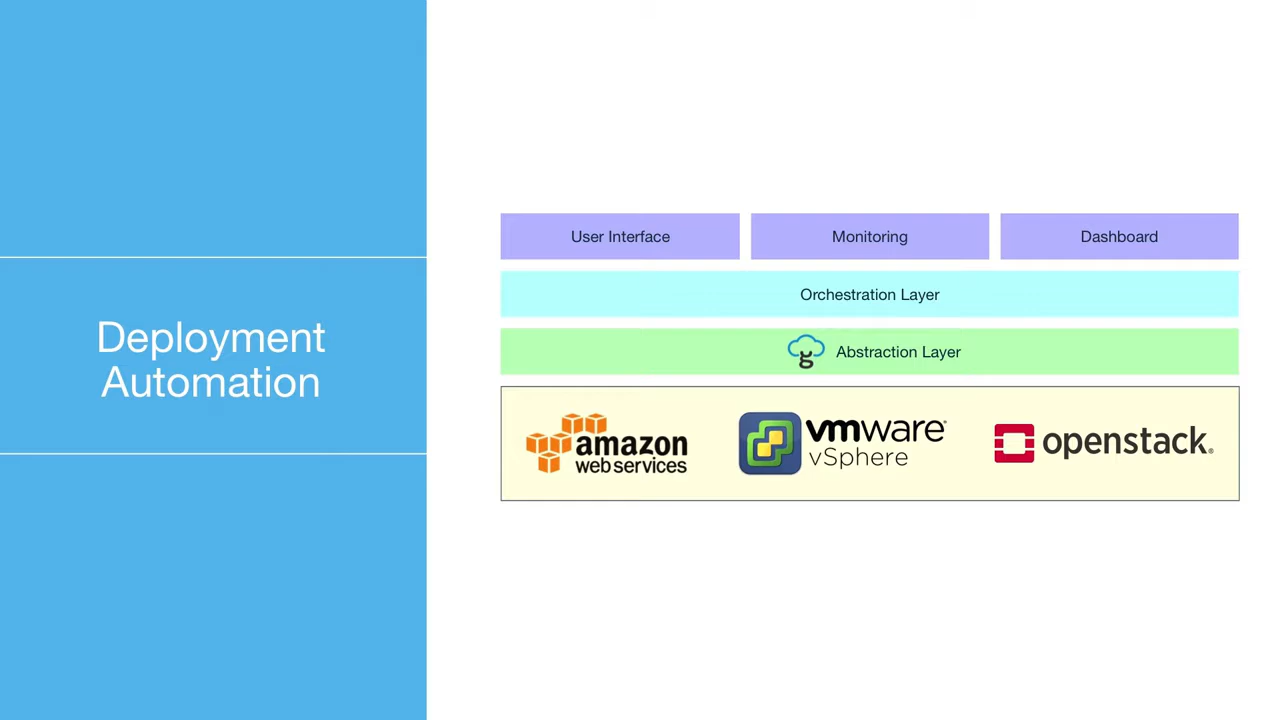 Deployment
Automation
User Interface
Monitoring
Dashboard
Orchestration Layer
g Abstraction Layer
amazon
web services
vmware®
vSphere
openstack®